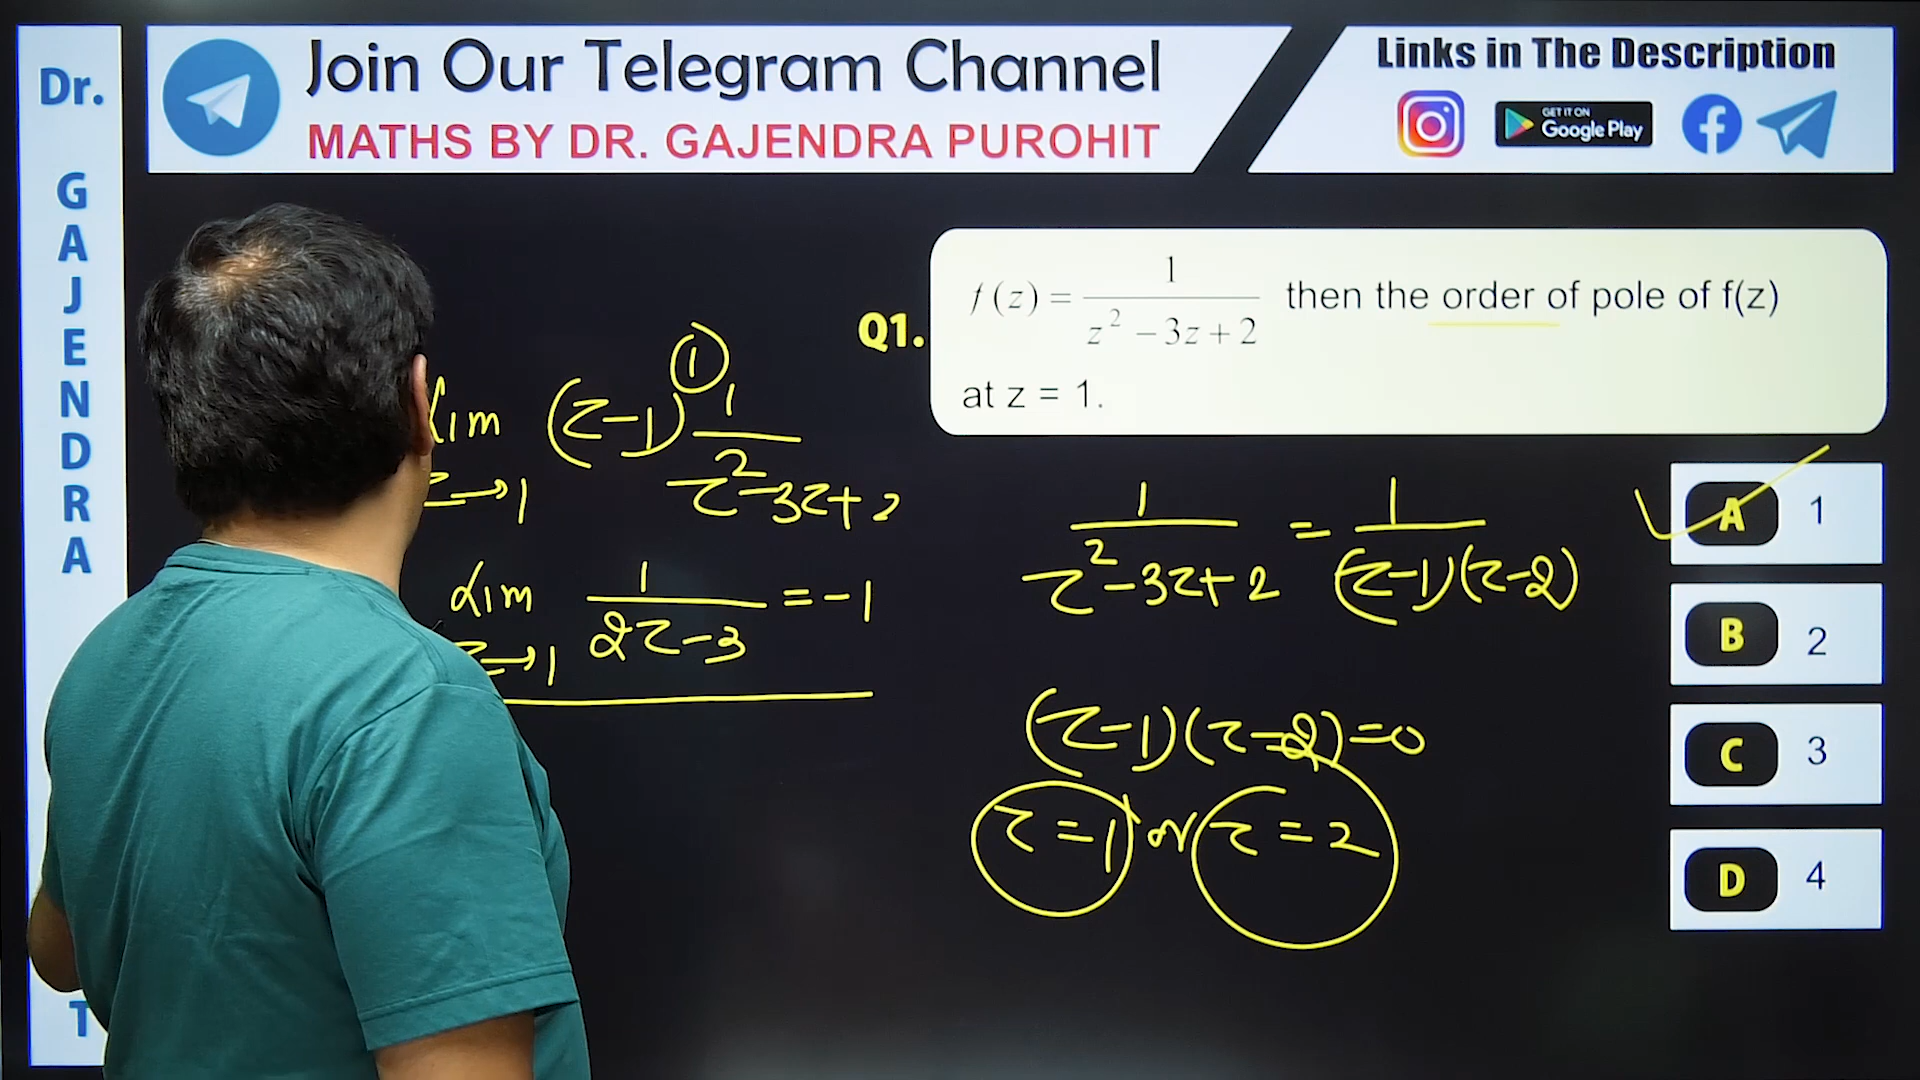 Dr.
GAJENDRA
T
Join Our Telegram Channel
MATHS BY DR. GAJENDRA PUROHIT
Links in The Description
GET IT ON
Google Play
Q1.
f(z) = 1 / (z² − 3z + 2) then the order of pole of f(z)
at z = 1.
A 1
B 2
C 3
D 4
lim z→1 (z−1)^① 1 / (z²−3z+2)
lim z→1 1 / (2z−3) = −1
1 / (z²−3z+2) = 1 / ((z−1)(z−2))
(z−1)(z−2)=0
z=1 or z=2